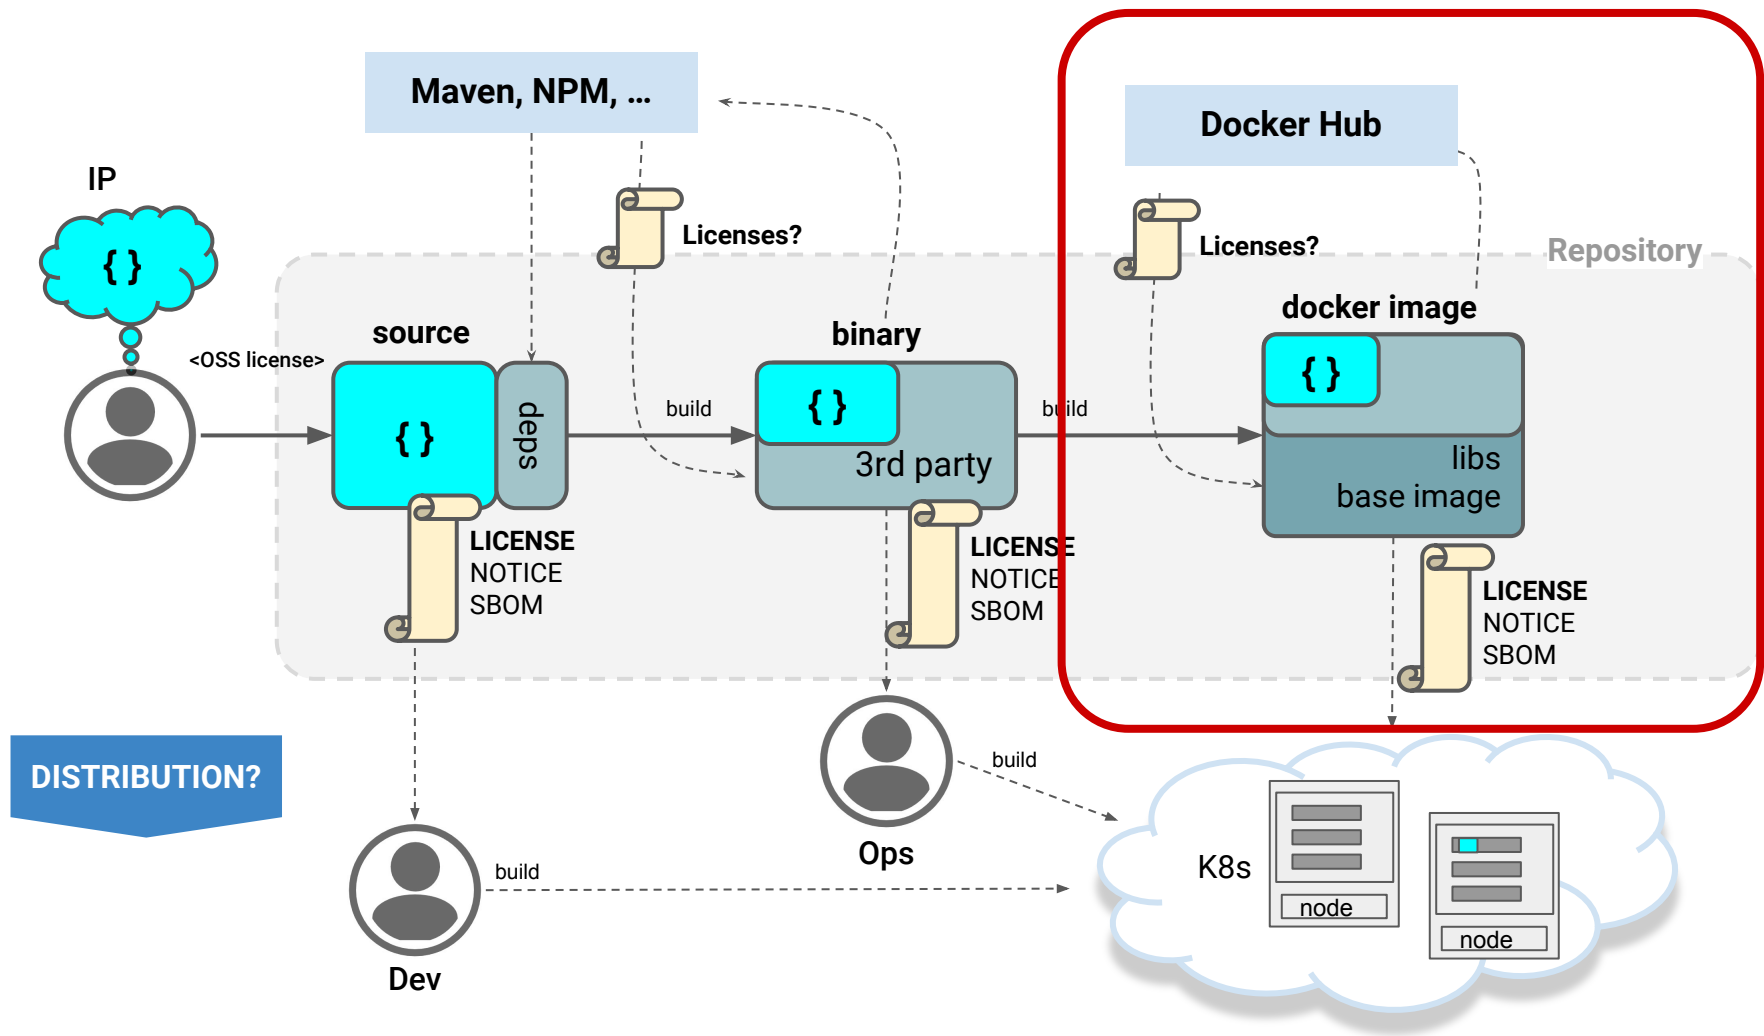 Maven, NPM, ...
Docker Hub
IP
{ }
Licenses?
Licenses?
Repository
<OSS license>
source
binary
docker image
{ }
deps
build
{ }
3rd party
build
{ }
libs
base image
LICENSE
NOTICE
SBOM
LICENSE
NOTICE
SBOM
LICENSE
NOTICE
SBOM
DISTRIBUTION?
build
Ops
build
Dev
K8s
node
node